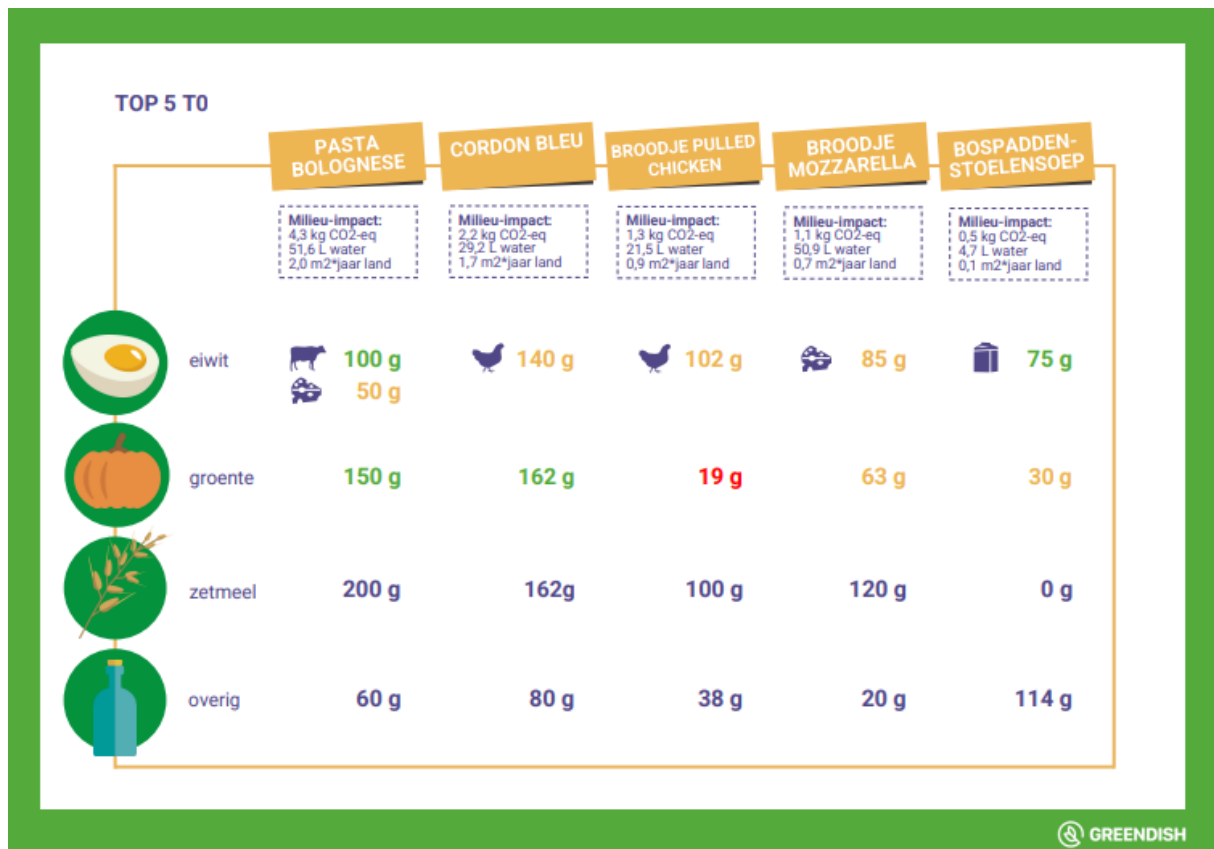 TOP 5 T0
PASTA
BOLOGNESE
CORDON BLEU
BROODJE PULLED
CHICKEN
BROODJE
MOZZARELLA
BOSPADDEN-
STOELENSOEP
Milieu-impact:
4,3 kg CO2-eq
51,6 L water
2,0 m2*jaar land
Milieu-impact:
2,2 kg CO2-eq
29,2 L water
1,7 m2*jaar land
Milieu-impact:
1,3 kg CO2-eq
21,5 L water
0,9 m2*jaar land
Milieu-impact:
1,1 kg CO2-eq
50,9 L water
0,7 m2*jaar land
Milieu-impact:
0,5 kg CO2-eq
4,7 L water
0,1 m2*jaar land
eiwit 100 g 140 g 102 g 85 g 75 g
50 g
groente 150 g 162 g 19 g 63 g 30 g
zetmeel 200 g 162g 100 g 120 g 0 g
overig 60 g 80 g 38 g 20 g 114 g
GREENDISH